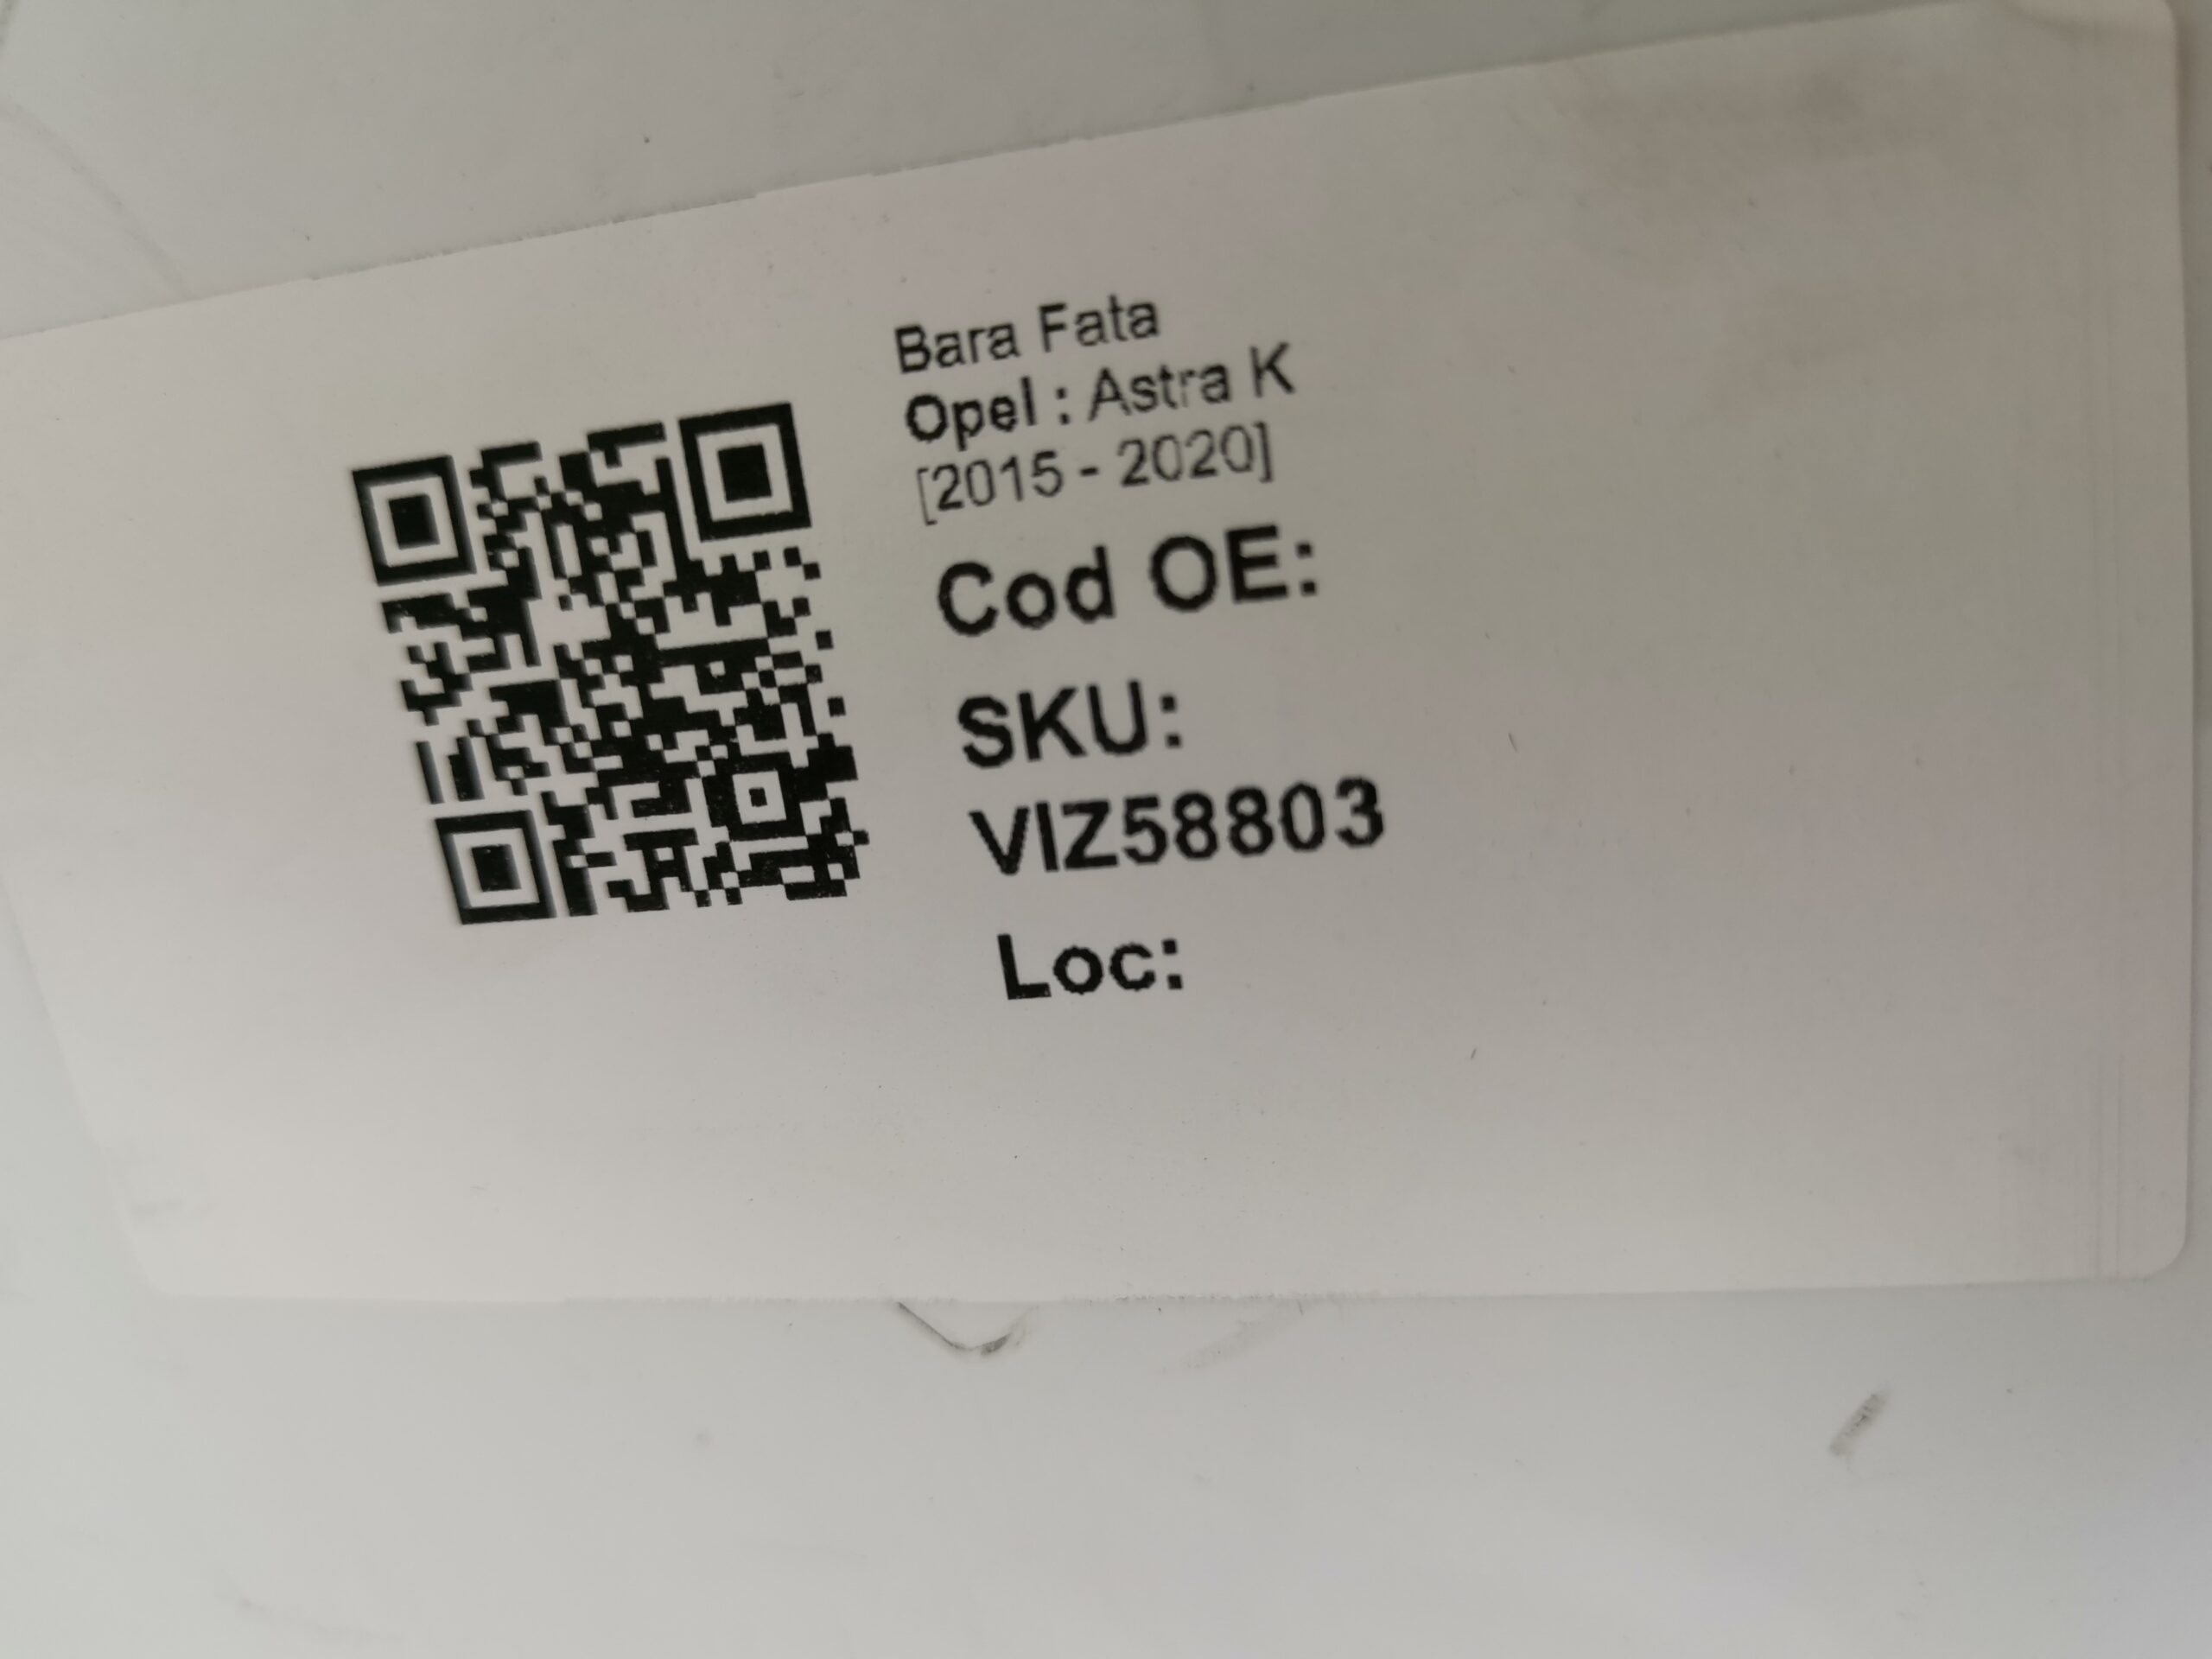 Bara Fata
Opel : Astra K
[2015 - 2020]
Cod OE:
SKU:
VIZ58803
Loc: